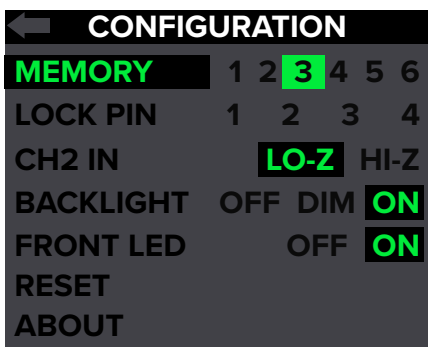 CONFIGURATION
MEMORY 1 2 3 4 5 6
LOCK PIN 1 2 3 4
CH2 IN LO-Z HI-Z
BACKLIGHT OFF DIM ON
FRONT LED OFF ON
RESET
ABOUT